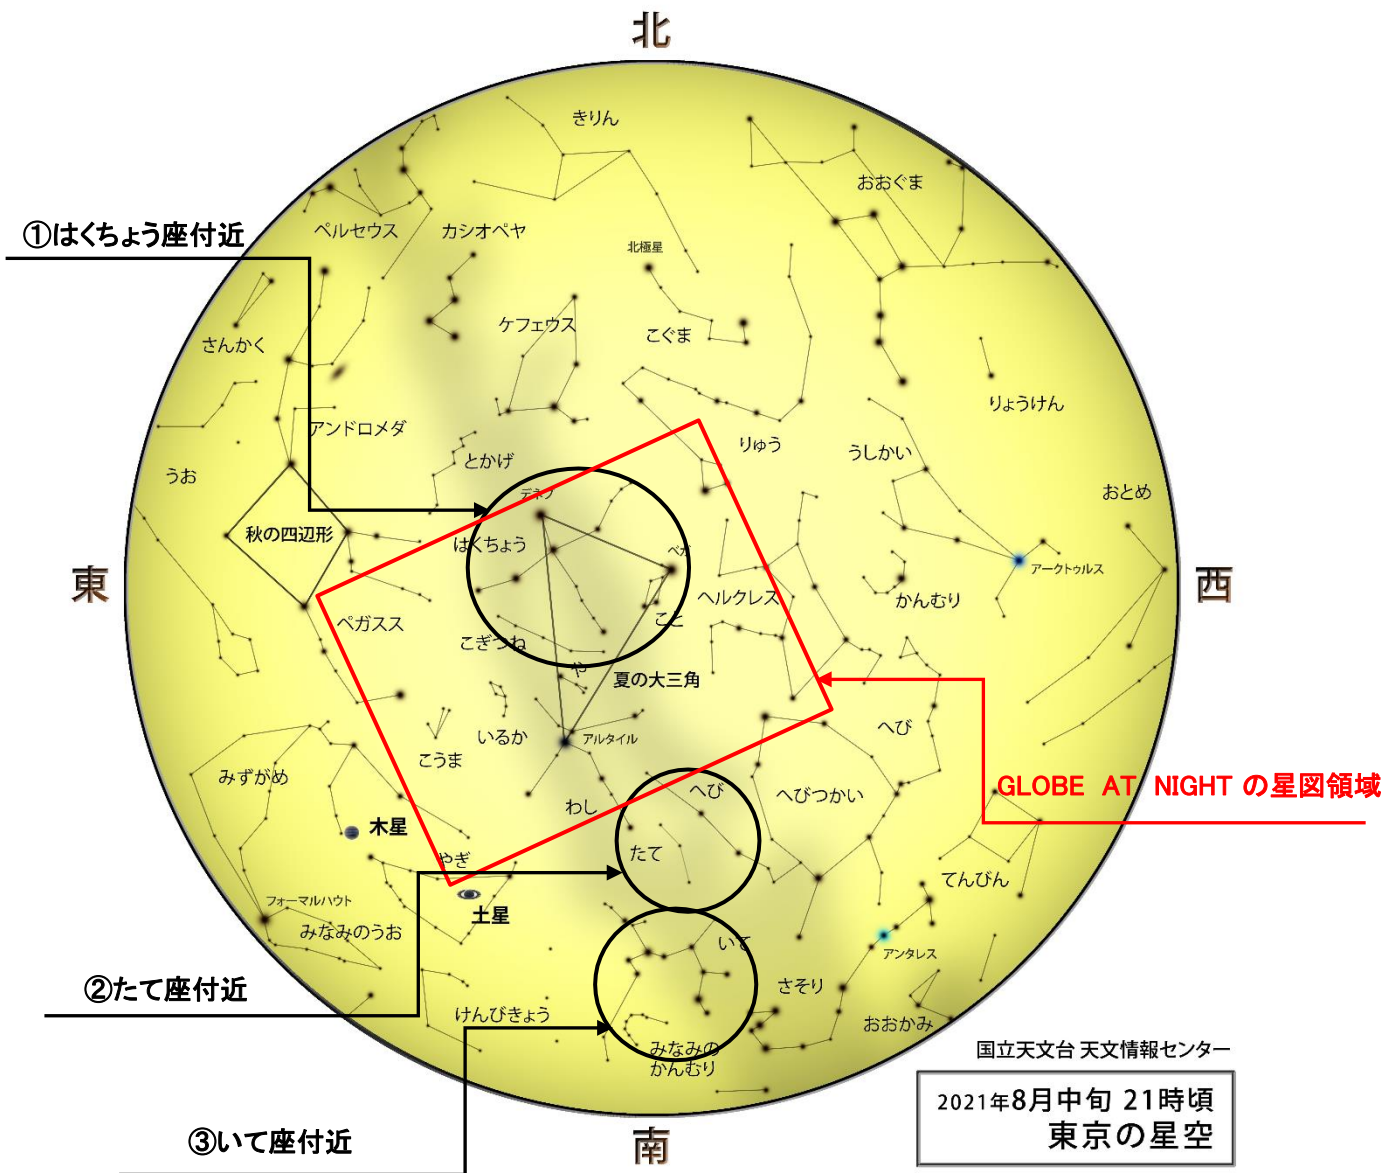 北
きりん
おおぐま
①はくちょう座付近
ペルセウス
カシオペヤ
北極星
さんかく
ケフェウス
こぐま
りょうけん
アンドロメダ
りゅう
うしかい
とかげ
うお
おとめ
デネブ
秋の四辺形
はくちょう
ベガ
アークトゥルス
東
西
ヘルクレス
かんむり
ペガスス
こと
こぎつね
や
夏の大三角
いるか
アルタイル
へび
こうま
みずがめ
へび
へびつかい
GLOBE AT NIGHT の星図領域
わし
木星
たて
やぎ
てんびん
フォーマルハウト
土星
みなみのうお
いて
アンタレス
②たて座付近
さそり
けんびきょう
おおかみ
みなみの
かんむり
国立天文台 天文情報センター
2021年8月中旬 21時頃
東京の星空
③いて座付近
南